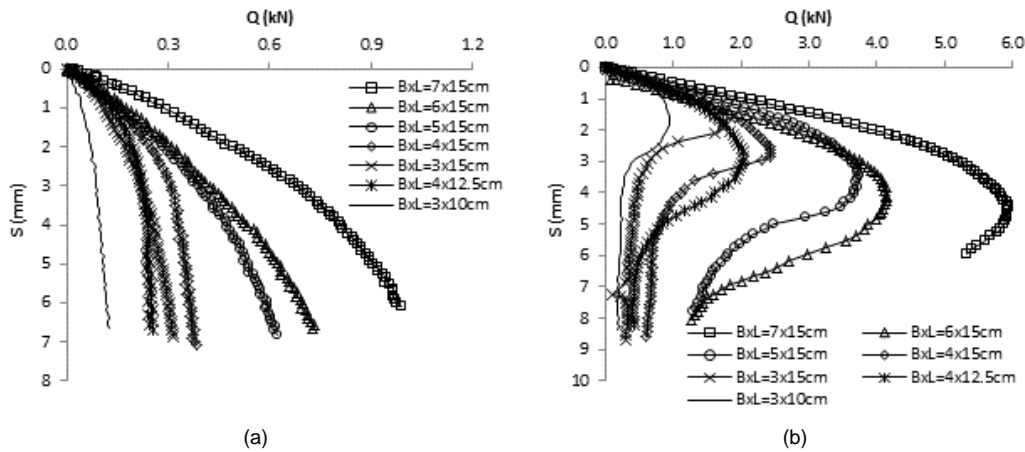 Q (kN)
0.0 0.3 0.6 0.9 1.2
0
1
2
3
4
5
6
7
8
S (mm)
BxL=7x15cm
BxL=6x15cm
BxL=5x15cm
BxL=4x15cm
BxL=3x15cm
BxL=4x12.5cm
BxL=3x10cm
(a)
Q (kN)
0.0 1.0 2.0 3.0 4.0 5.0 6.0
0
1
2
3
4
5
6
7
8
9
10
S (mm)
BxL=7x15cm BxL=6x15cm
BxL=5x15cm BxL=4x15cm
BxL=3x15cm BxL=4x12.5cm
BxL=3x10cm
(b)